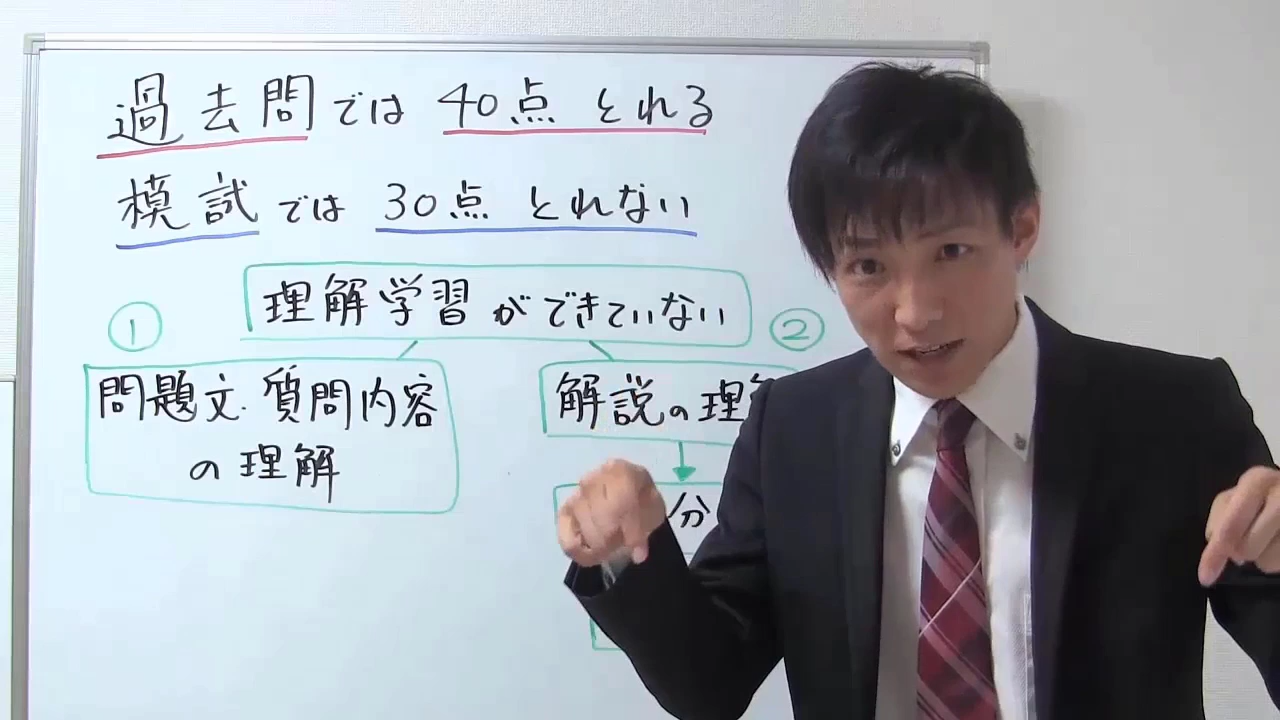 過去問では 40点 とれる
模試では 30点 とれない
理解学習ができていない
①
②
問題文・質問内容
の理解
解説の理
分